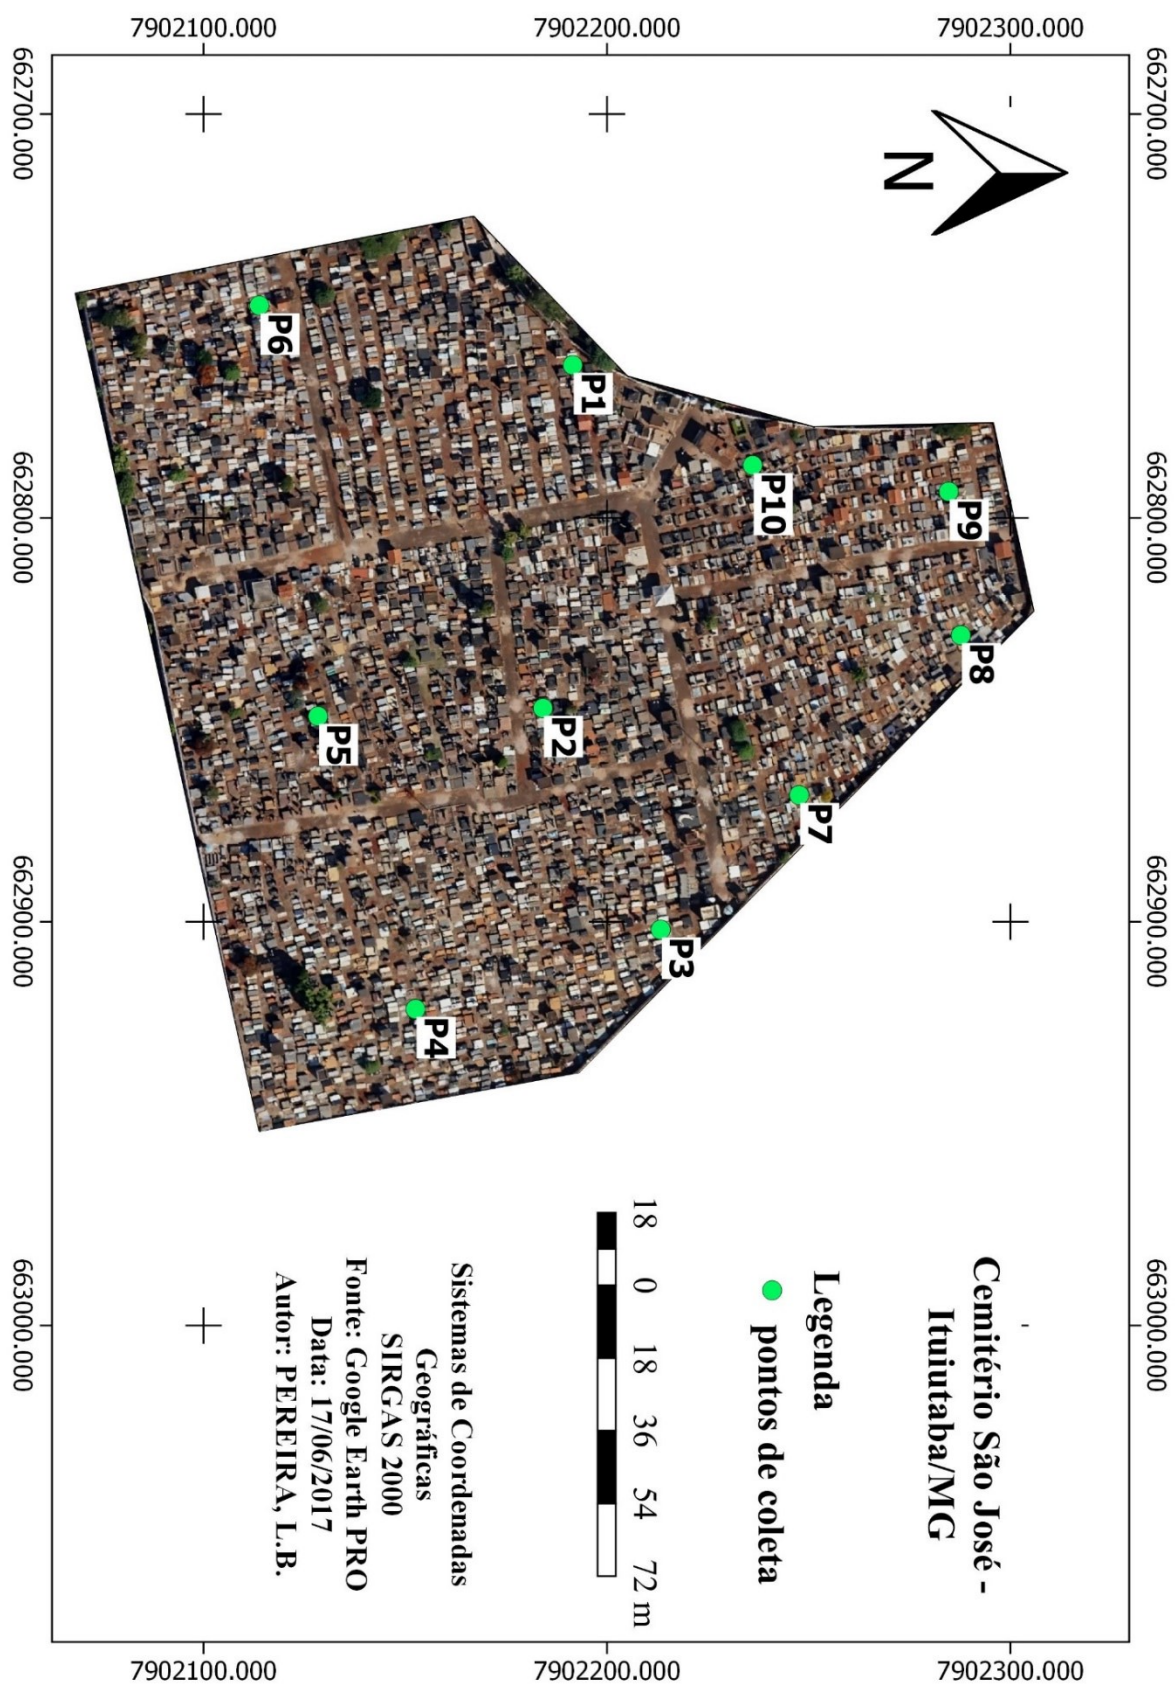 7902100.000
7902200.000
7902300.000
662700.000
662800.000
662900.000
663000.000
662700.000
662800.000
662900.000
663000.000
7902100.000
7902200.000
7902300.000
N
P9
P8
P10
P7
P3
P1
P2
P4
P5
P6
Cemitério São José -
Ituiutaba/MG
Legenda
pontos de coleta
18 0 18 36 54 72 m
Sistemas de Coordenadas
Geográficas
SIRGAS 2000
Fonte: Google Earth PRO
Data: 17/06/2017
Autor: PEREIRA, L.B.